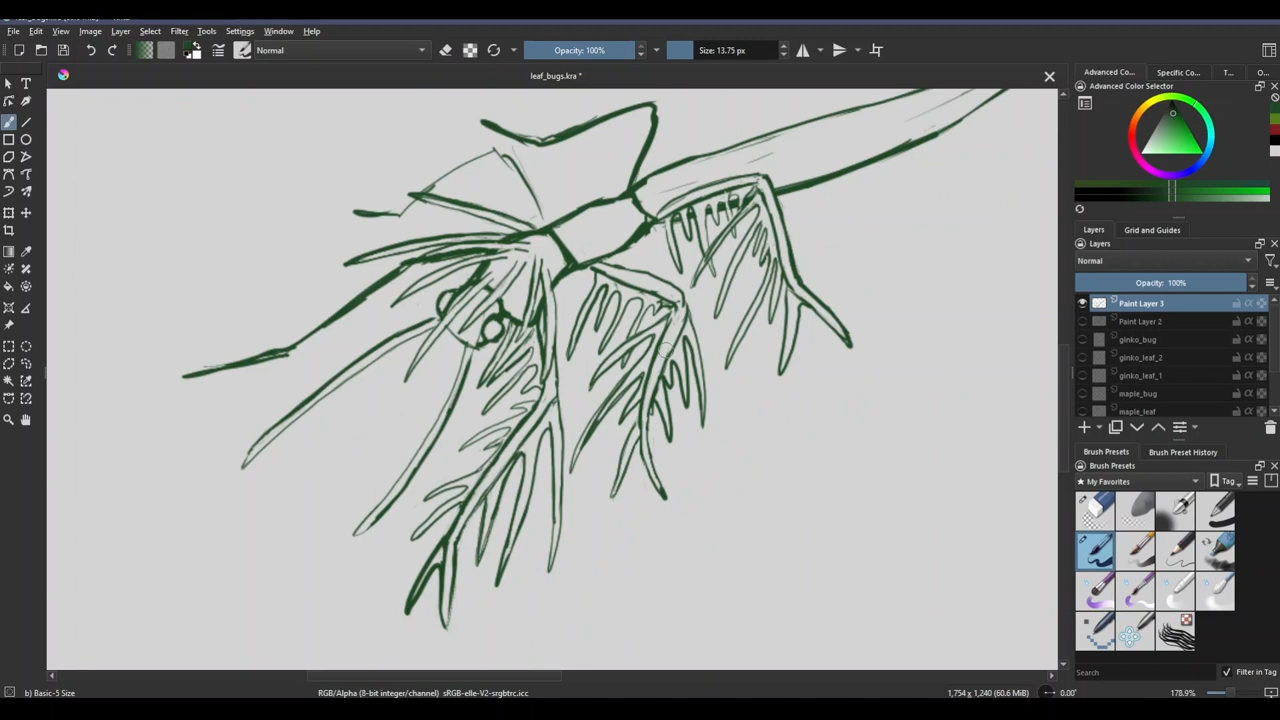 File Edit View Image Layer Select Filter Tools Settings Window Help
Normal
Opacity: 100%
Size: 13.75 px
leaf_bugs.kra *
Advanced Co...
Specific Co...
T...
O...
Advanced Color Selector
Layers
Grid and Guides
Layers
Normal
Opacity: 100%
Paint Layer 3
Paint Layer 2
ginko_bug
ginko_leaf_2
ginko_leaf_1
maple_bug
maple_leaf
Brush Presets
Brush Preset History
Brush Presets
★ My Favorites
Tag
Search
Filter in Tag
b) Basic-5 Size
RGB/Alpha (8-bit integer/channel) sRGB-elle-V2-srgbtrc.icc
1,754 x 1,240 (60.6 MiB)
0.00°
178.9%